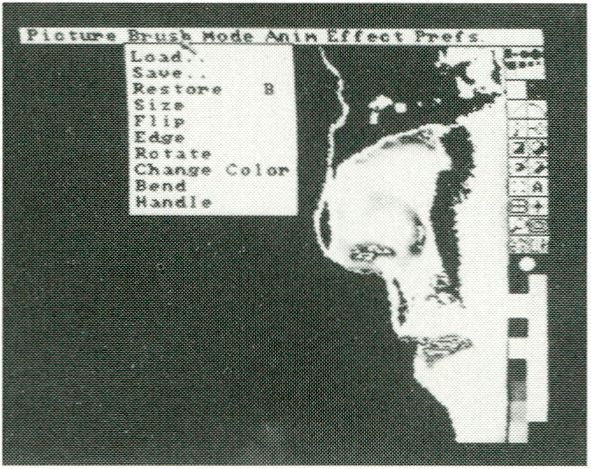 Picture Brush Mode Anim Effect Prefs
Load..
Save..
Restore B
Size
Flip
Edge
Rotate
Change Color
Bend
Handle
A